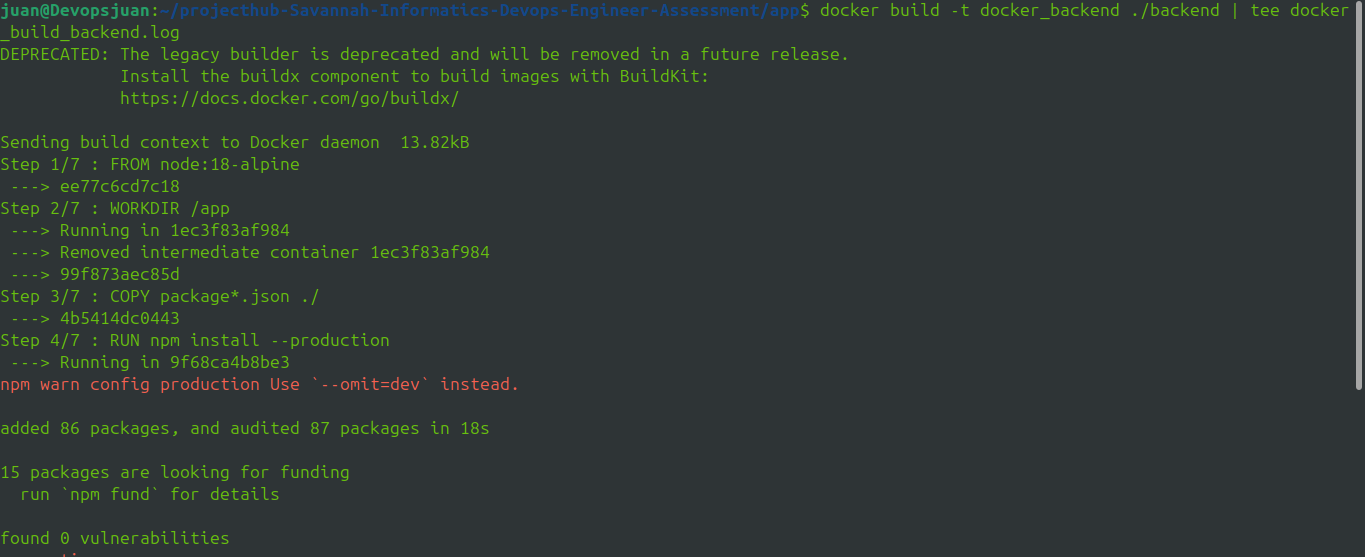 juan@Devopsjuan:~/projecthub-Savannah-Informatics-Devops-Engineer-Assessment/app$ docker build -t docker_backend ./backend | tee docker
_build_backend.log
DEPRECATED: The legacy builder is deprecated and will be removed in a future release.
            Install the buildx component to build images with BuildKit:
            https://docs.docker.com/go/buildx/

Sending build context to Docker daemon  13.82kB
Step 1/7 : FROM node:18-alpine
 ---> ee77c6cd7c18
Step 2/7 : WORKDIR /app
 ---> Running in 1ec3f83af984
 ---> Removed intermediate container 1ec3f83af984
 ---> 99f873aec85d
Step 3/7 : COPY package*.json ./
 ---> 4b5414dc0443
Step 4/7 : RUN npm install --production
 ---> Running in 9f68ca4b8be3
npm warn config production Use `--omit=dev` instead.

added 86 packages, and audited 87 packages in 18s

15 packages are looking for funding
  run `npm fund` for details

found 0 vulnerabilities